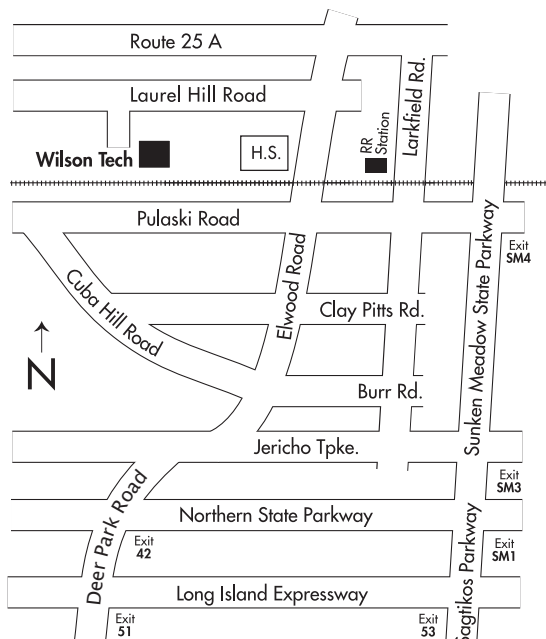 Route 25 A
Larkfield Rd.
Laurel Hill Road
Wilson Tech
H.S.
RR
Station
Pulaski Road
Exit
SM4
Sunken Meadow State Parkway
Elwood Road
Cuba Hill Road
Clay Pitts Rd.
N
Burr Rd.
Jericho Tpke.
Exit
SM3
Deer Park Road
Northern State Parkway
Exit
42
Exit
SM1
Long Island Expressway
Exit
51
Exit
53
Parkway